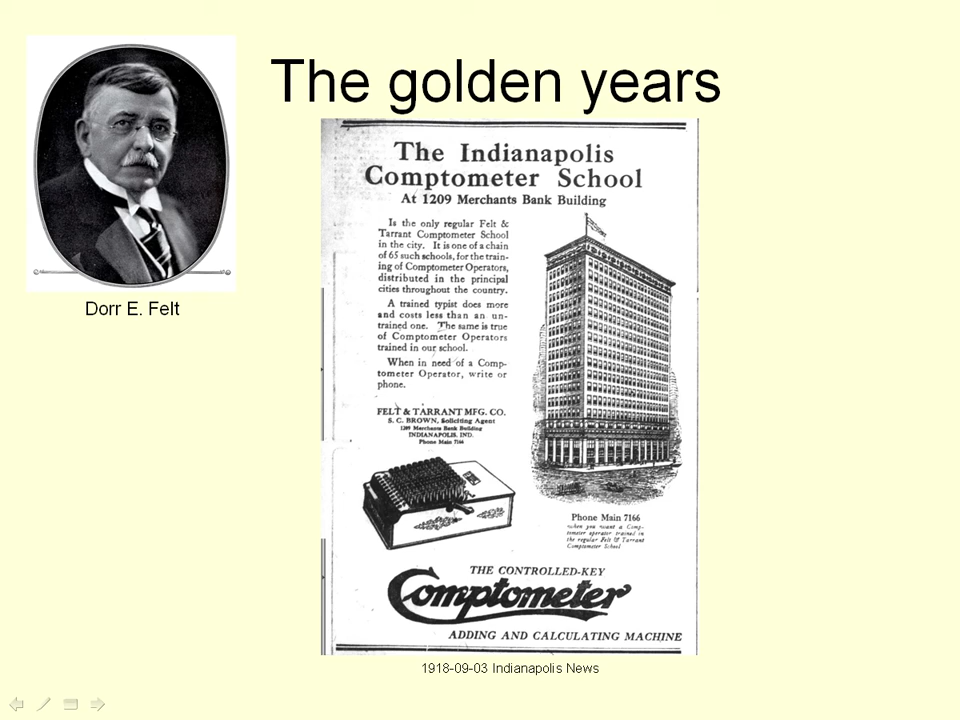 The golden years
Dorr E. Felt
The Indianapolis
Comptometer School
At 1209 Merchants Bank Building
Is the only regular Felt &
Tarrant Comptometer School
in the city. It is one of a chain
of 65 such schools, for the train-
ing of Comptometer Operators,
distributed in the principal
cities throughout the country.
A trained typist does more
and costs less than an un-
trained one. The same is true
of Comptometer Operators
trained in our school.
When in need of a Comp-
tometer Operator, write or
phone.
FELT & TARRANT MFG. CO.
S. C. BROWN, Soliciting Agent
1209 Merchants Bank Building
INDIANAPOLIS, IND.
Phone Main 7166
Phone Main 7166
when you want a Comp-
tometer operator trained in
the regular Felt & Tarrant
Comptometer School
THE CONTROLLED-KEY
Comptometer
ADDING AND CALCULATING MACHINE
1918-09-03 Indianapolis News